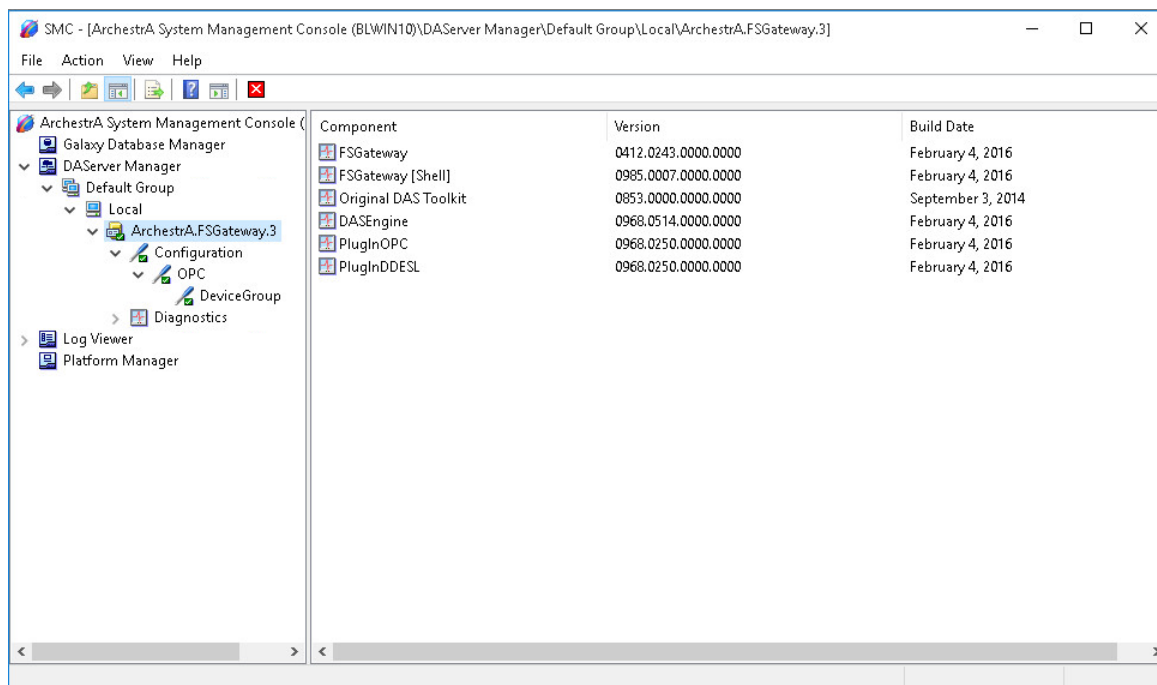 SMC - [ArchestrA System Management Console (BLWIN10)\DAServer Manager\Default Group\Local\ArchestrA.FSGateway.3]
File Action View Help
ArchestrA System Management Console (
Galaxy Database Manager
DAServer Manager
Default Group
Local
ArchestrA.FSGateway.3
Configuration
OPC
DeviceGroup
Diagnostics
Log Viewer
Platform Manager
Component Version Build Date
FSGateway 0412.0243.0000.0000 February 4, 2016
FSGateway [Shell] 0985.0007.0000.0000 February 4, 2016
Original DAS Toolkit 0853.0000.0000.0000 September 3, 2014
DASEngine 0968.0514.0000.0000 February 4, 2016
PlugInOPC 0968.0250.0000.0000 February 4, 2016
PlugInDDESL 0968.0250.0000.0000 February 4, 2016